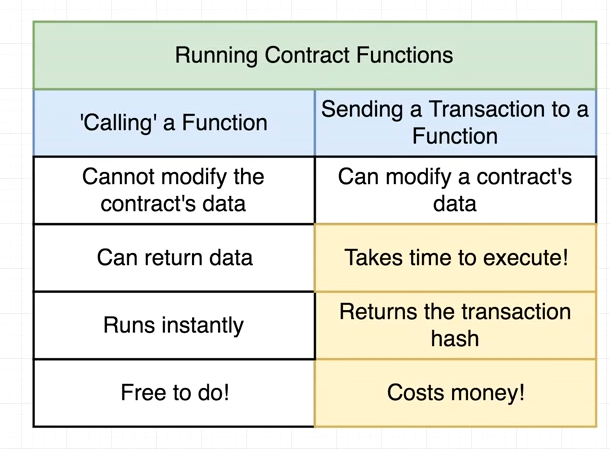 Running Contract Functions
'Calling' a Function
Sending a Transaction to a
Function
Cannot modify the
contract's data
Can modify a contract's
data
Can return data
Takes time to execute!
Runs instantly
Returns the transaction
hash
Free to do!
Costs money!